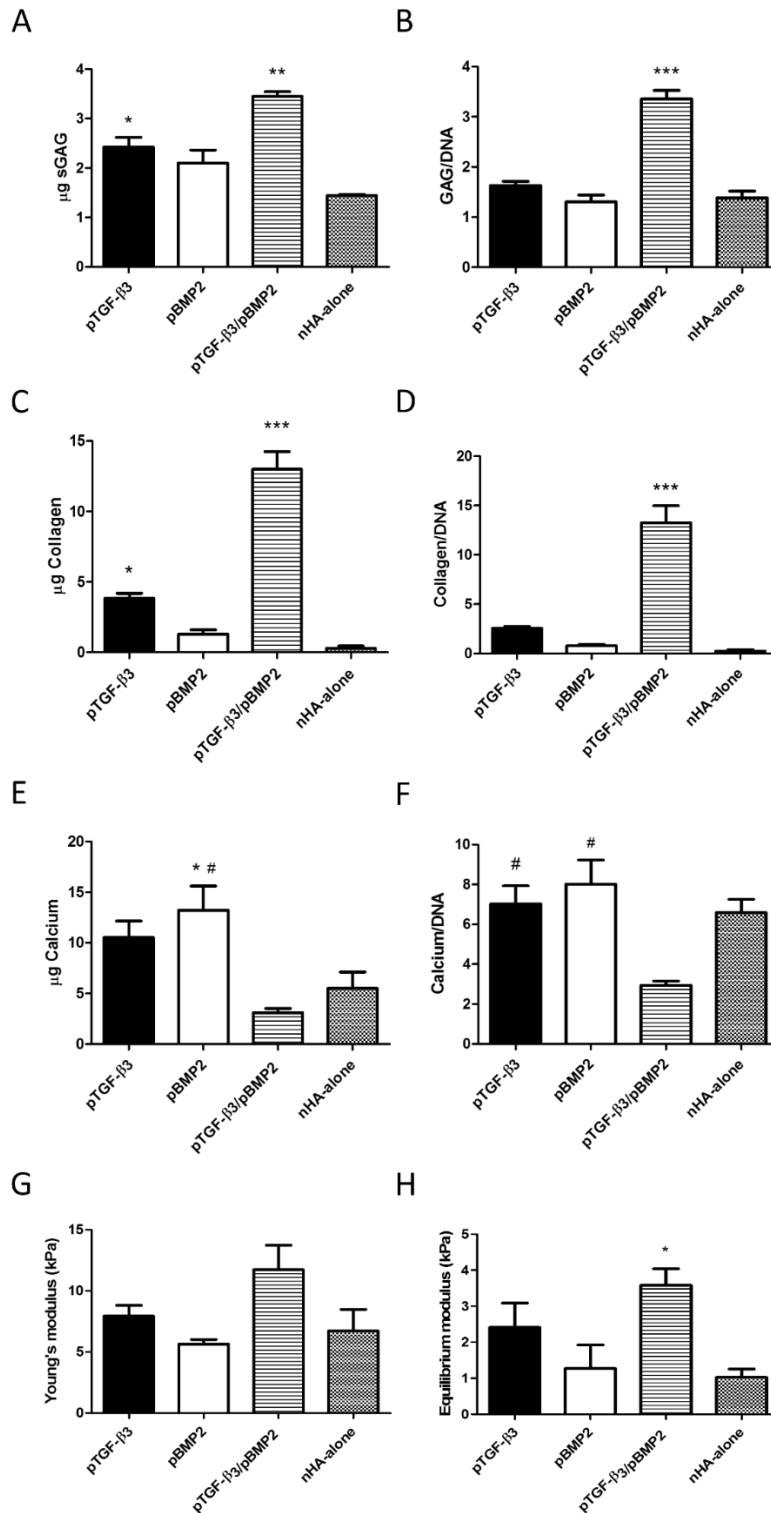 A
B
**
*
μg sGAG
4
3
2
1
0
pTGF-β3
pBMP2
pTGF-β3/pBMP2
nHA-alone
***
GAG/DNA
4
3
2
1
0
pTGF-β3
pBMP2
pTGF-β3/pBMP2
nHA-alone
C
D
***
*
μg Collagen
15
10
5
0
pTGF-β3
pBMP2
pTGF-β3/pBMP2
nHA-alone
***
Collagen/DNA
20
15
10
5
0
pTGF-β3
pBMP2
pTGF-β3/pBMP2
nHA-alone
E
F
* #
μg Calcium
20
15
10
5
0
pTGF-β3
pBMP2
pTGF-β3/pBMP2
nHA-alone
#
#
Calcium/DNA
10
8
6
4
2
0
pTGF-β3
pBMP2
pTGF-β3/pBMP2
nHA-alone
G
H
Young's modulus (kPa)
15
10
5
0
pTGF-β3
pBMP2
pTGF-β3/pBMP2
nHA-alone
*
Equilibrium modulus (kPa)
5
4
3
2
1
0
pTGF-β3
pBMP2
pTGF-β3/pBMP2
nHA-alone